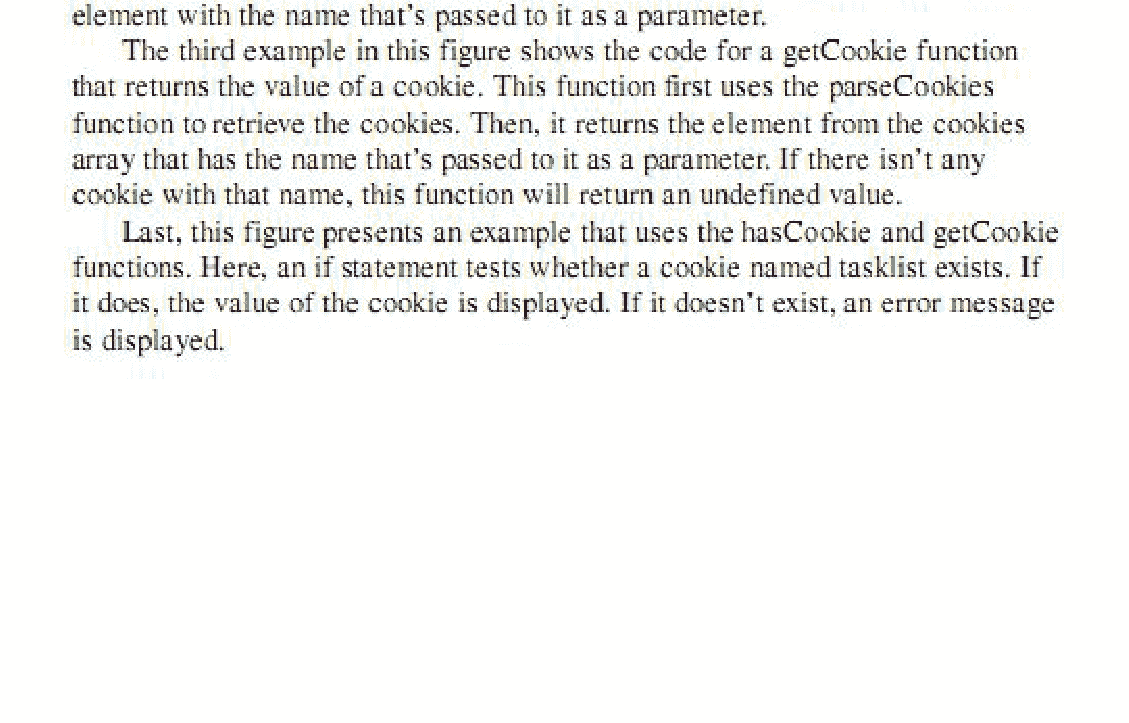 element with the name that's passed to it as a parameter.
The third example in this figure shows the code for a getCookie function
that returns the value of a cookie. This function first uses the parseCookies
function to retrieve the cookies. Then, it returns the element from the cookies
array that has the name that's passed to it as a parameter. If there isn't any
cookie with that name, this function will return an undefined value.
Last, this figure presents an example that uses the hasCookie and getCookie
functions. Here, an if statement tests whether a cookie named tasklist exists. If
it does, the value of the cookie is displayed. If it doesn't exist, an error message
is displayed.